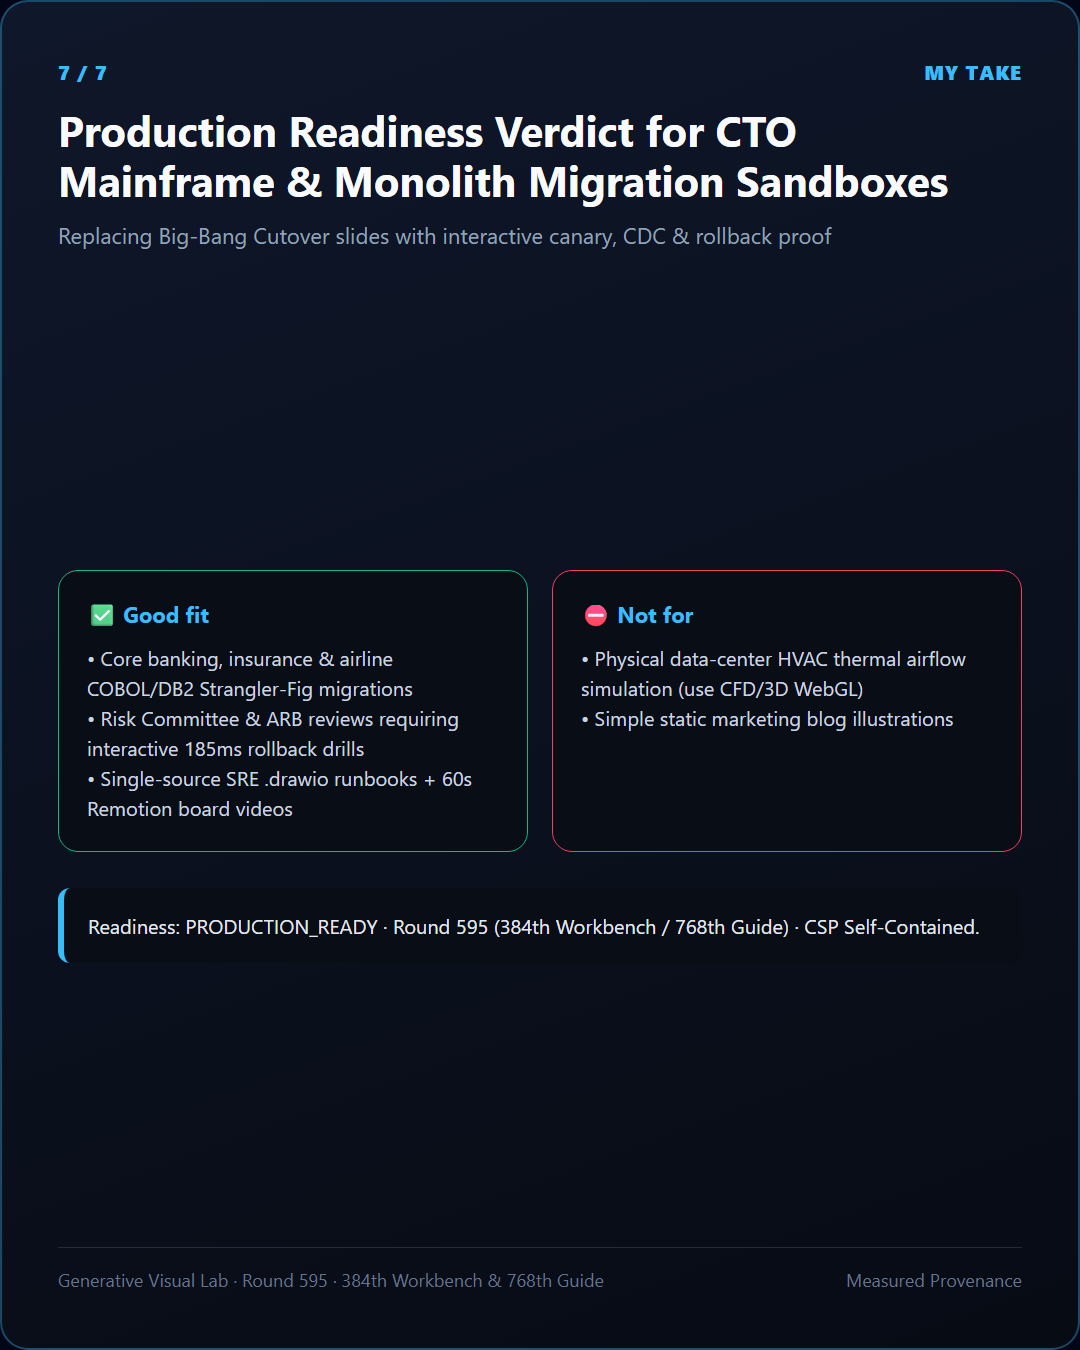 7 / 7
MY TAKE
Production Readiness Verdict for CTO
Mainframe & Monolith Migration Sandboxes
Replacing Big-Bang Cutover slides with interactive canary, CDC & rollback proof
✅ Good fit
• Core banking, insurance & airline
COBOL/DB2 Strangler-Fig migrations
• Risk Committee & ARB reviews requiring
interactive 185ms rollback drills
• Single-source SRE .drawio runbooks + 60s
Remotion board videos
⛔ Not for
• Physical data-center HVAC thermal airflow
simulation (use CFD/3D WebGL)
• Simple static marketing blog illustrations
Readiness: PRODUCTION_READY · Round 595 (384th Workbench / 768th Guide) · CSP Self-Contained.
Generative Visual Lab · Round 595 · 384th Workbench & 768th Guide
Measured Provenance